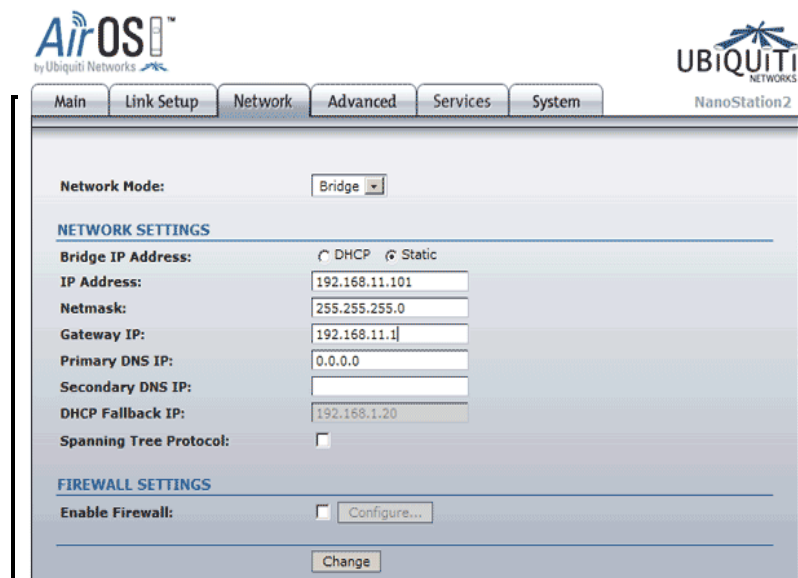 AirOS™
by Ubiquiti Networks
UBiQUiTi
NETWORKS
Main Link Setup Network Advanced Services System
NanoStation2
Network Mode: Bridge
NETWORK SETTINGS
Bridge IP Address: DHCP Static
IP Address: 192.168.11.101
Netmask: 255.255.255.0
Gateway IP: 192.168.11.1
Primary DNS IP: 0.0.0.0
Secondary DNS IP:
DHCP Fallback IP: 192.168.1.20
Spanning Tree Protocol:
FIREWALL SETTINGS
Enable Firewall: Configure...
Change